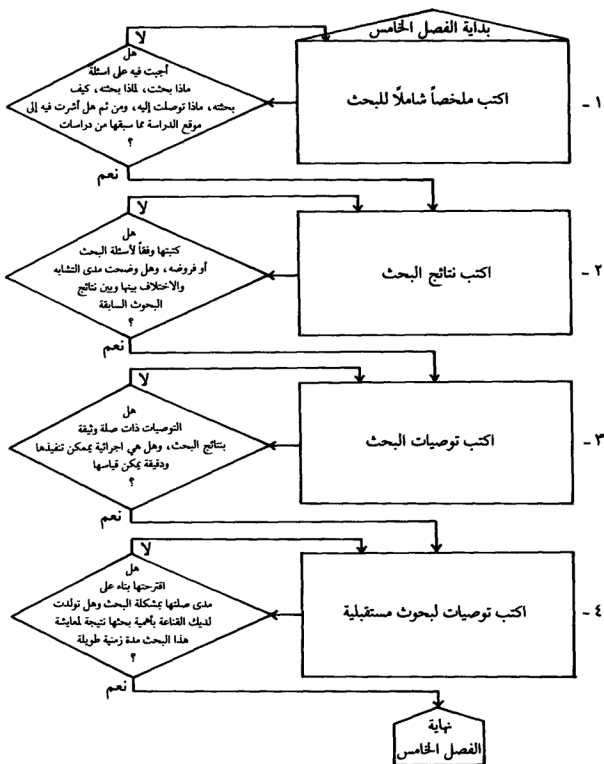 بداية الفصل الخامس
١ -
اكتب ملخصاً شاملاً للبحث
لا
هل
أجبت فيه على اسئلة
ماذا بحثت، لماذا بحثته، كيف
بحثته، ماذا توصلت إليه، ومن ثم هل أشرت فيه إلى
موقع الدراسة مما سبقها من دراسات
؟
نعم
٢ -
اكتب نتائج البحث
لا
هل
كتبتها وفقاً لأسئلة البحث
أو فروضه، وهل وضحت مدى التشابه
والاختلاف بينها وبين نتائج
البحوث السابقة
؟
نعم
٣ -
اكتب توصيات البحث
لا
هل
التوصيات ذات صلة وثيقة
بنتائج البحث، وهل هي اجرائية يمكن تنفيذها
ودقيقة يمكن قياسها
؟
نعم
٤ -
اكتب توصيات لبحوث مستقبلية
لا
هل
اقترحتها بناء على
مدى صلتها بمشكلة البحث وهل تولدت
لديك القناعة بأهمية بحثها نتيجة لمعايشة
هذا البحث مدة زمنية طويلة
؟
نعم
نهاية
الفصل الخامس